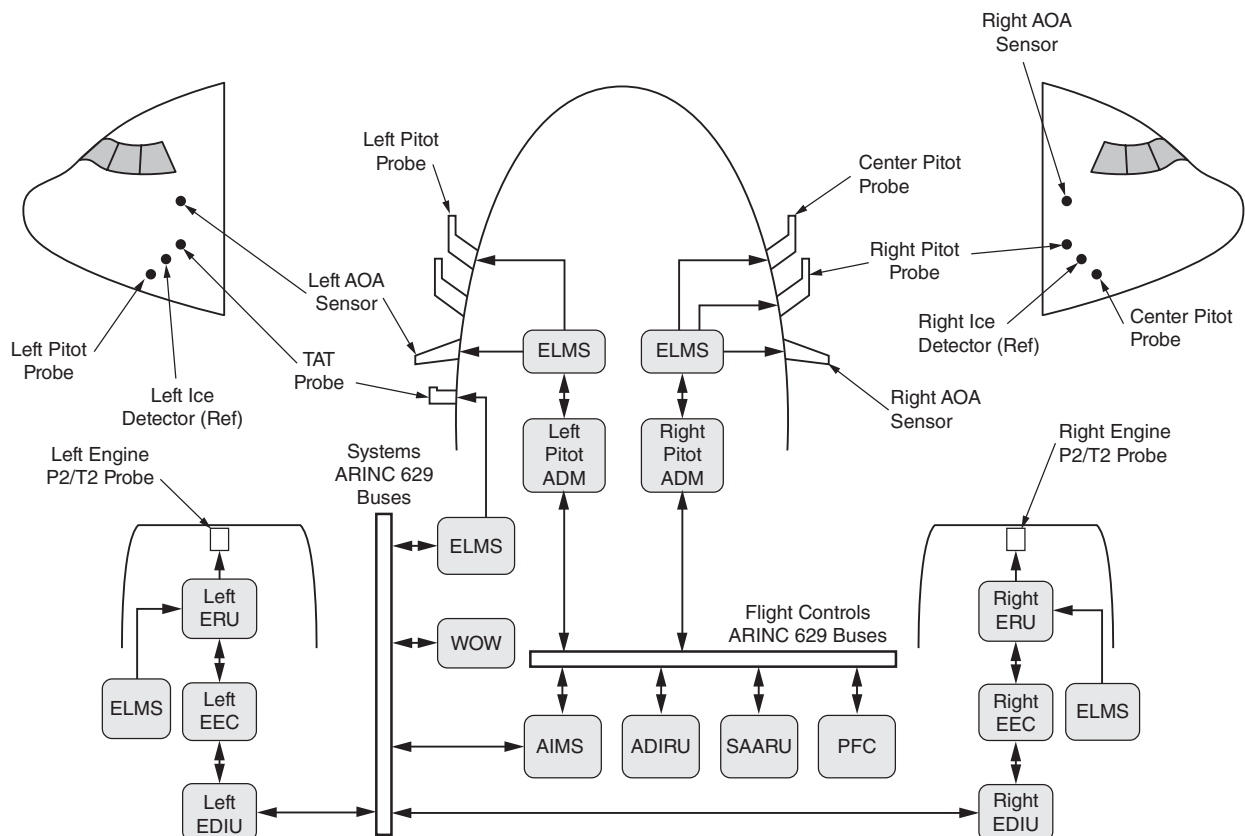 Right AOA
Sensor
Left Pitot
Probe
Center Pitot
Probe
Right Pitot
Probe
Left AOA
Sensor
Left Pitot
Probe
TAT
Probe
Left Ice
Detector (Ref)
Right Ice
Detector (Ref)
Center Pitot
Probe
ELMS
ELMS
Right AOA
Sensor
Left
Pitot
ADM
Right
Pitot
ADM
Left Engine
P2/T2 Probe
Systems
ARINC 629
Buses
Right Engine
P2/T2 Probe
ELMS
Left
ERU
WOW
Flight Controls
ARINC 629 Buses
Right
ERU
ELMS
Left
EEC
AIMS
ADIRU
SAARU
PFC
Right
EEC
ELMS
Left
EDIU
Right
EDIU